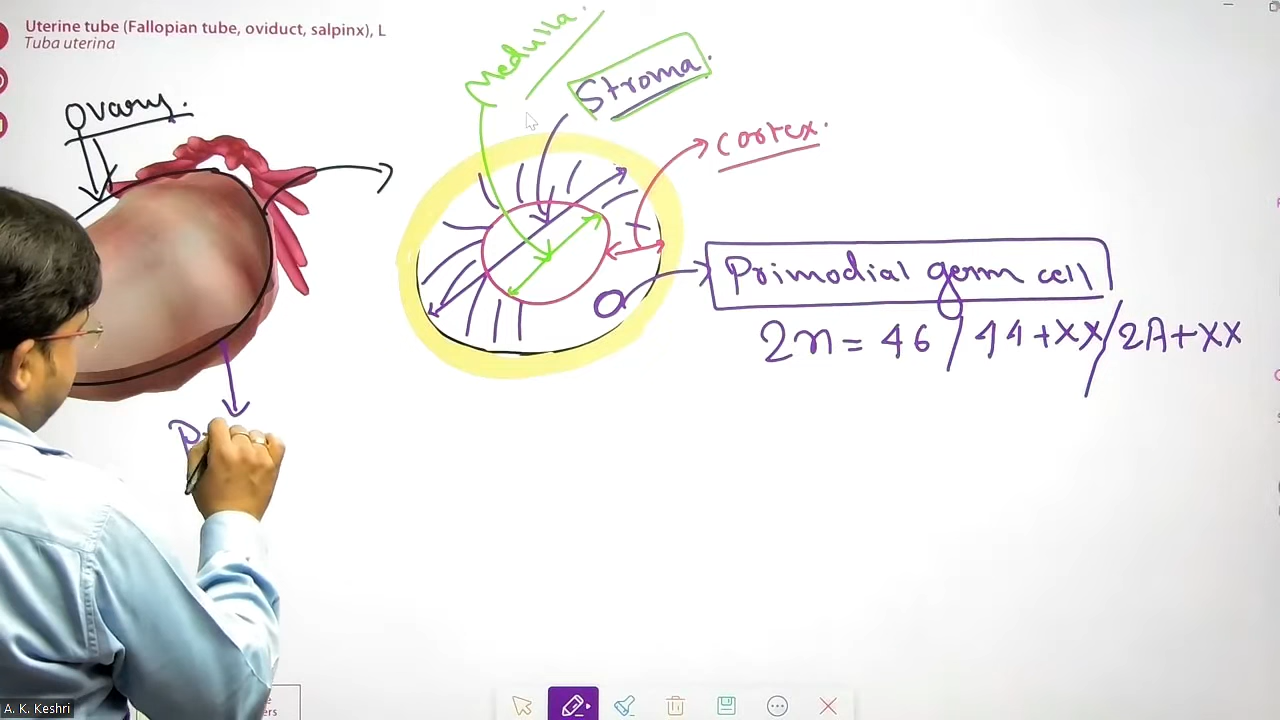 Uterine tube (Fallopian tube, oviduct, salpinx), L
Tuba uterina
Medulla.
Stroma.
Ovary.
cortex.
Primodial germ cell
2n = 46 / 44+XX / 2A+XX
A. K. Keshri